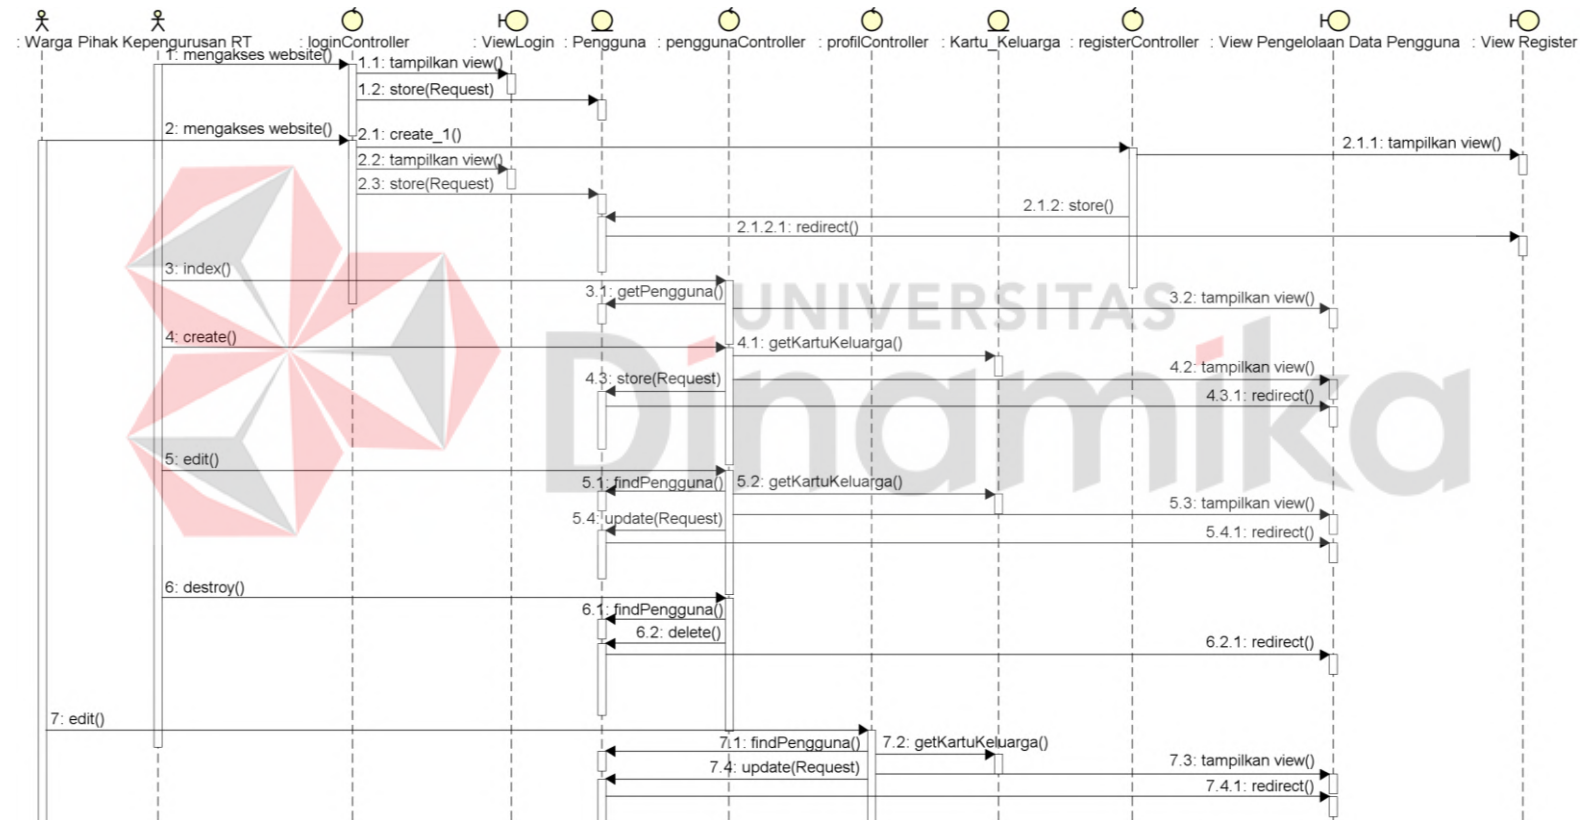 : Warga Pihak Kepengurusan RT : loginController : ViewLogin : Pengguna : penggunaController : profilController : Kartu_Keluarga : registerController : View Pengelolaan Data Pengguna : View Register
1: mengakses website()
1.1: tampilkan view()
1.2: store(Request)
2: mengakses website()
2.1: create_1()
2.1.1: tampilkan view()
2.2: tampilkan view()
2.3: store(Request)
2.1.2: store()
2.1.2.1: redirect()
3: index()
3.1: getPengguna()
3.2: tampilkan view()
UNIVERSITAS
Dinamika
4: create()
4.1: getKartuKeluarga()
4.2: tampilkan view()
4.3: store(Request)
4.3.1: redirect()
5: edit()
5.1: findPengguna()
5.2: getKartuKeluarga()
5.3: tampilkan view()
5.4: update(Request)
5.4.1: redirect()
6: destroy()
6.1: findPengguna()
6.2: delete()
6.2.1: redirect()
7: edit()
7.1: findPengguna()
7.2: getKartuKeluarga()
7.3: tampilkan view()
7.4: update(Request)
7.4.1: redirect()